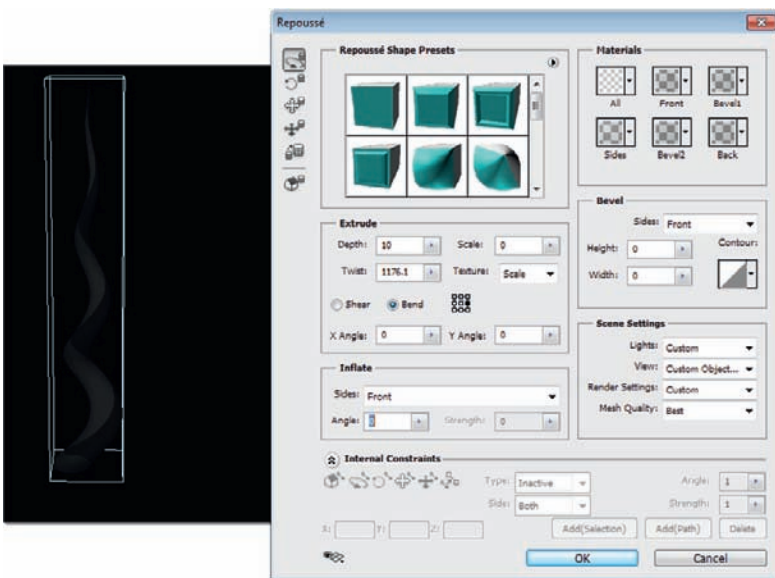 Repoussé
Repoussé Shape Presets
Materials
All Front Bevel1
Sides Bevel2 Back
Extrude
Depth: 10 Scale: 0
Twist: 1176.1 Texture: Scale
Shear Bend
X Angle: 0 Y Angle: 0
Bevel
Sides: Front
Height: 0 Contour:
Width: 0
Inflate
Sides: Front
Angle: 0 Strength: 0
Scene Settings
Lights: Custom
View: Custom Object...
Render Settings: Custom
Mesh Quality: Best
Internal Constraints
Type: Inactive Angle: 1
Side: Both Strength: 1
X: Y: Z: Add(Selection) Add(Path) Delete
OK Cancel